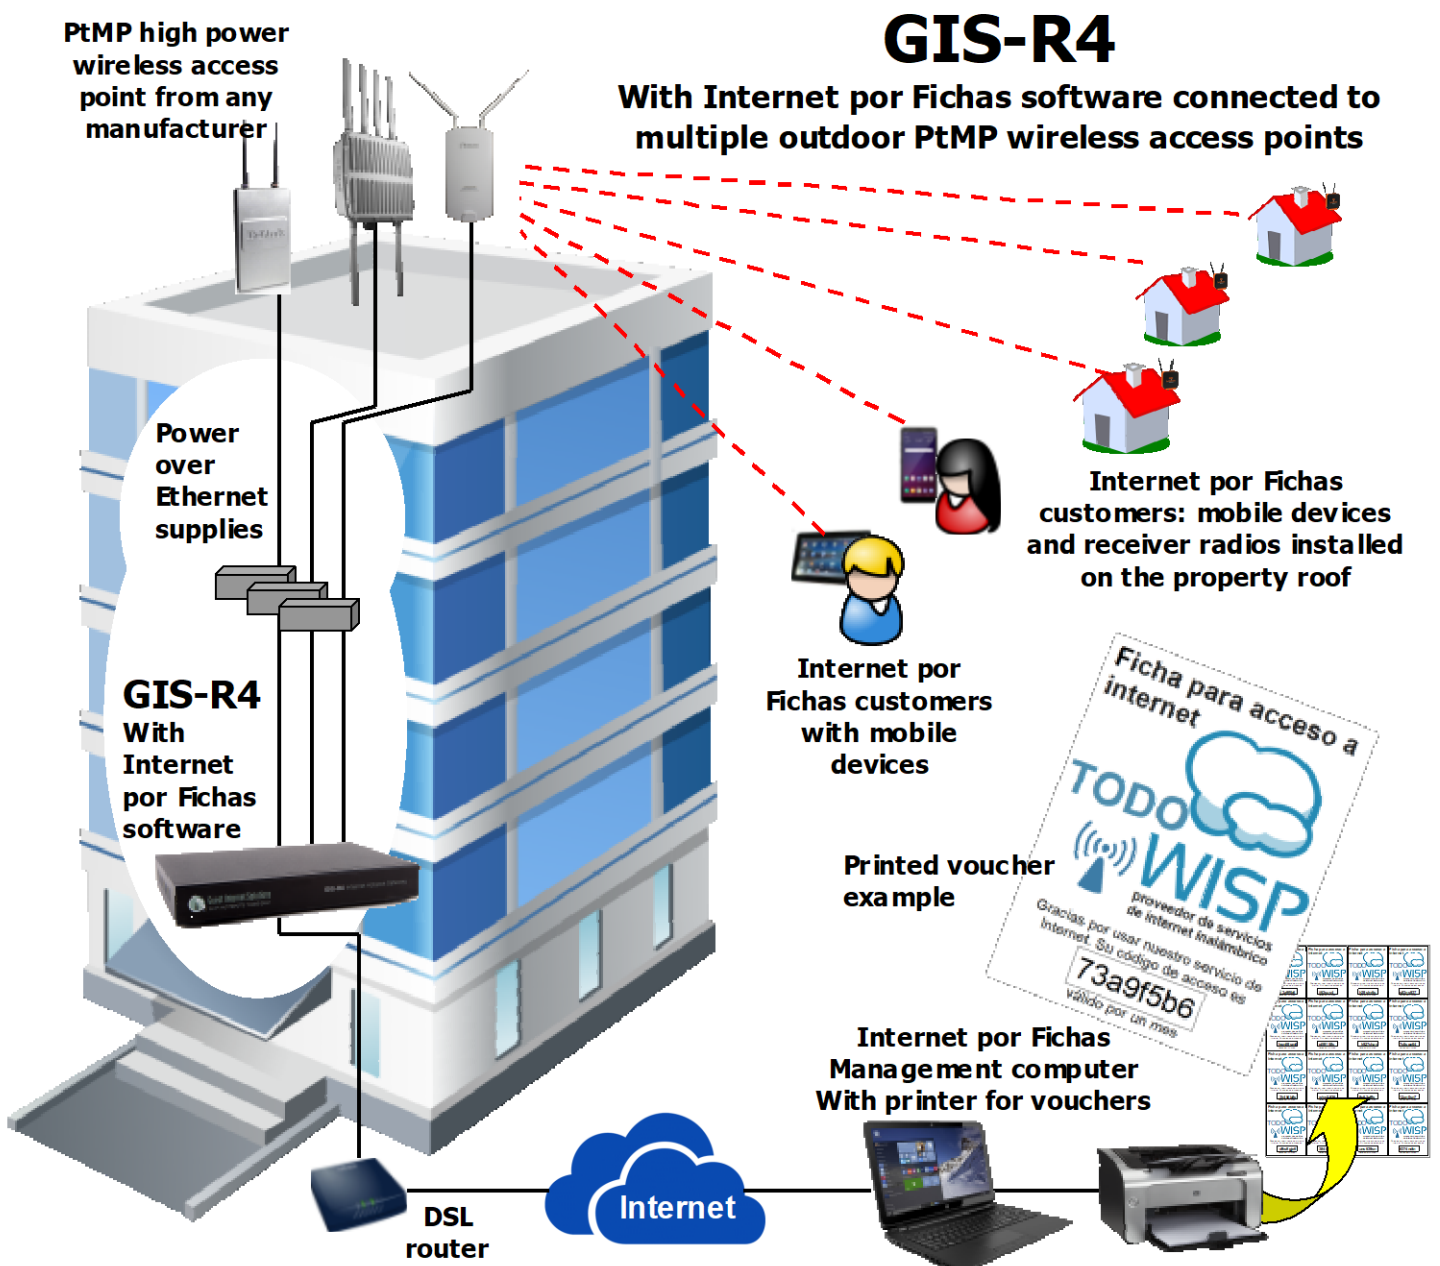 GIS-R4
With Internet por Fichas software connected to
multiple outdoor PtMP wireless access points
PtMP high power
wireless access
point from any
manufacturer
Power
over
Ethernet
supplies
GIS-R4
With
Internet
por Fichas
software
Guest Internet Solutions
Internet por Fichas
customers: mobile devices
and receiver radios installed
on the property roof
Internet por
Fichas customers
with mobile
devices
Printed voucher
example
Ficha para acceso a
internet
TODO
WISP
proveedor de servicios
de internet inalámbrico
Gracias por usar nuestro servicio de
Internet. Su código de acceso es
73a9f5b6
válido por un mes
Internet por Fichas
Management computer
With printer for vouchers
DSL
router
Internet